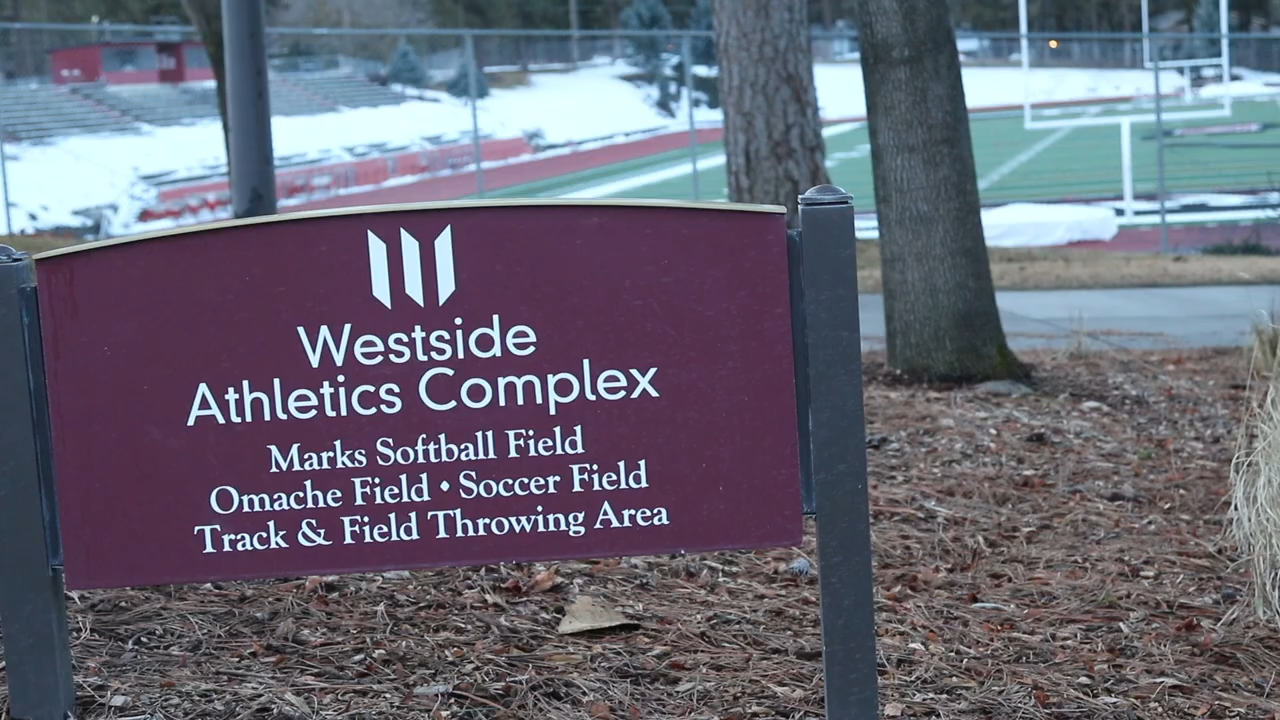 Westside
Athletics Complex
Marks Softball Field
Omache Field • Soccer Field
Track & Field Throwing Area